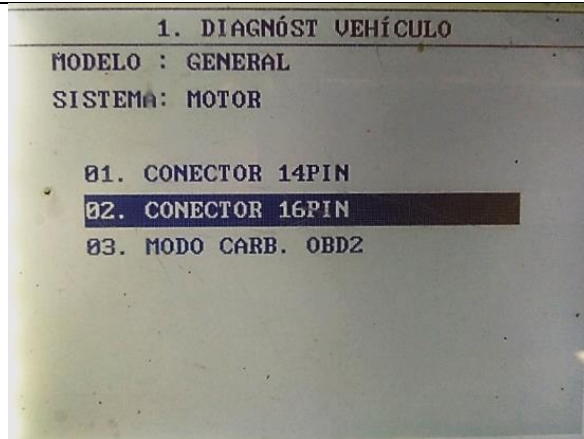 1. DIAGNÓST VEHÍCULO
MODELO : GENERAL
SISTEMA: MOTOR
01. CONECTOR 14PIN
02. CONECTOR 16PIN
03. MODO CARB. OBD2